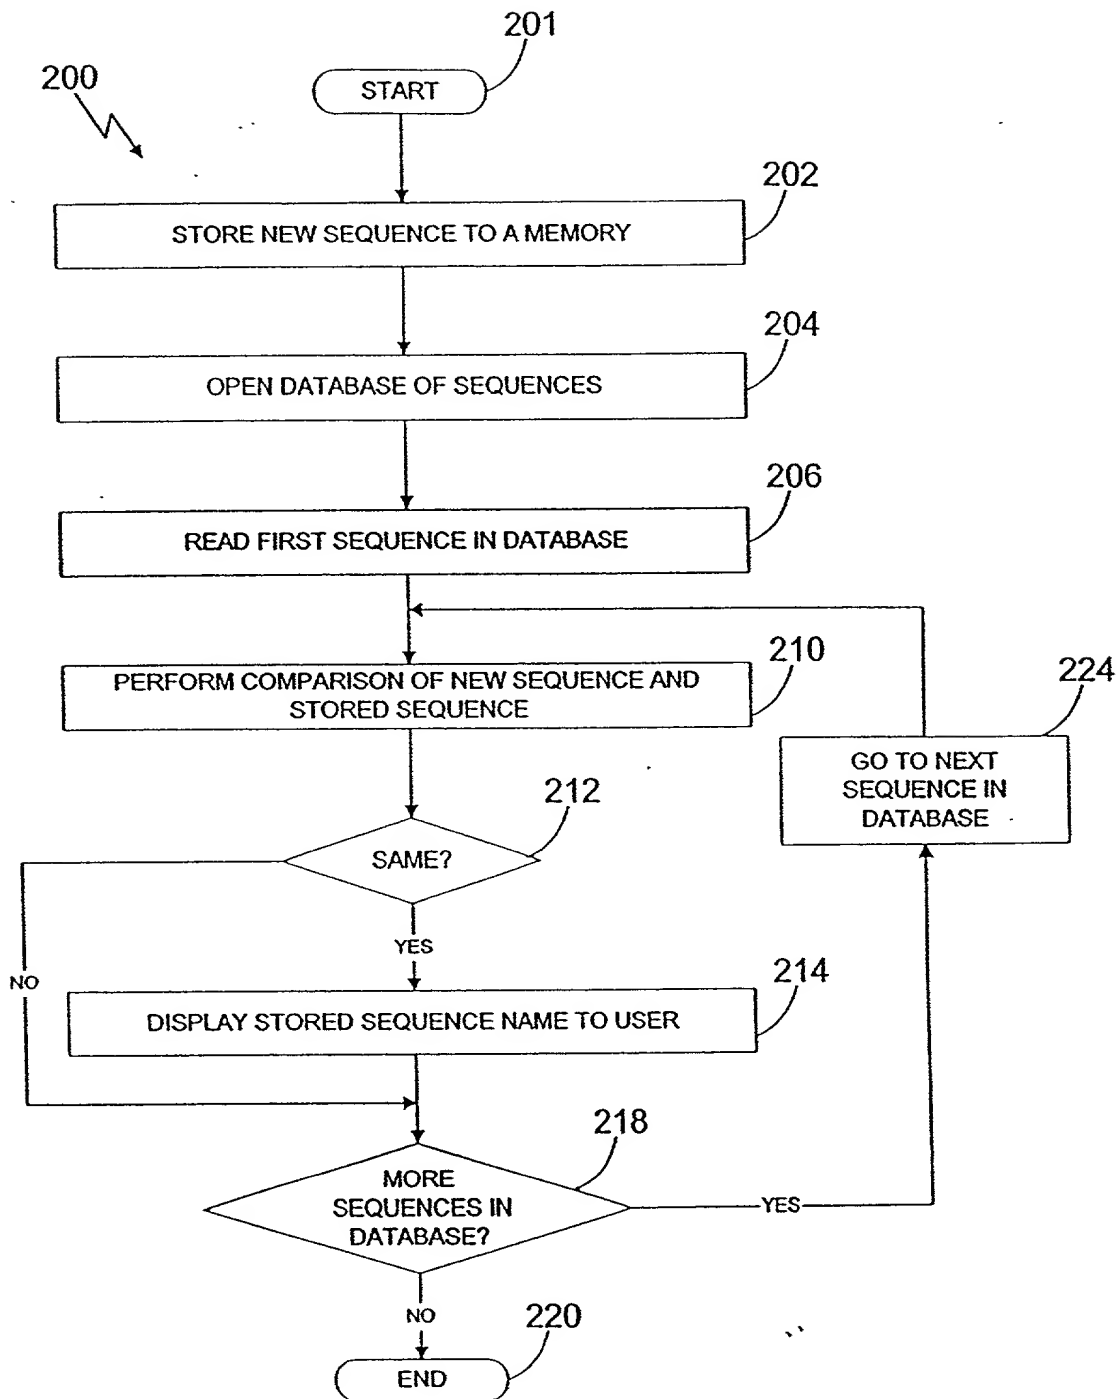 201
START
200
202
STORE NEW SEQUENCE TO A MEMORY
204
OPEN DATABASE OF SEQUENCES
206
READ FIRST SEQUENCE IN DATABASE
210
PERFORM COMPARISON OF NEW SEQUENCE AND
STORED SEQUENCE
224
GO TO NEXT
SEQUENCE IN
DATABASE
212
SAME?
YES
NO
214
DISPLAY STORED SEQUENCE NAME TO USER
218
MORE
SEQUENCES IN
DATABASE?
YES
NO
220
END